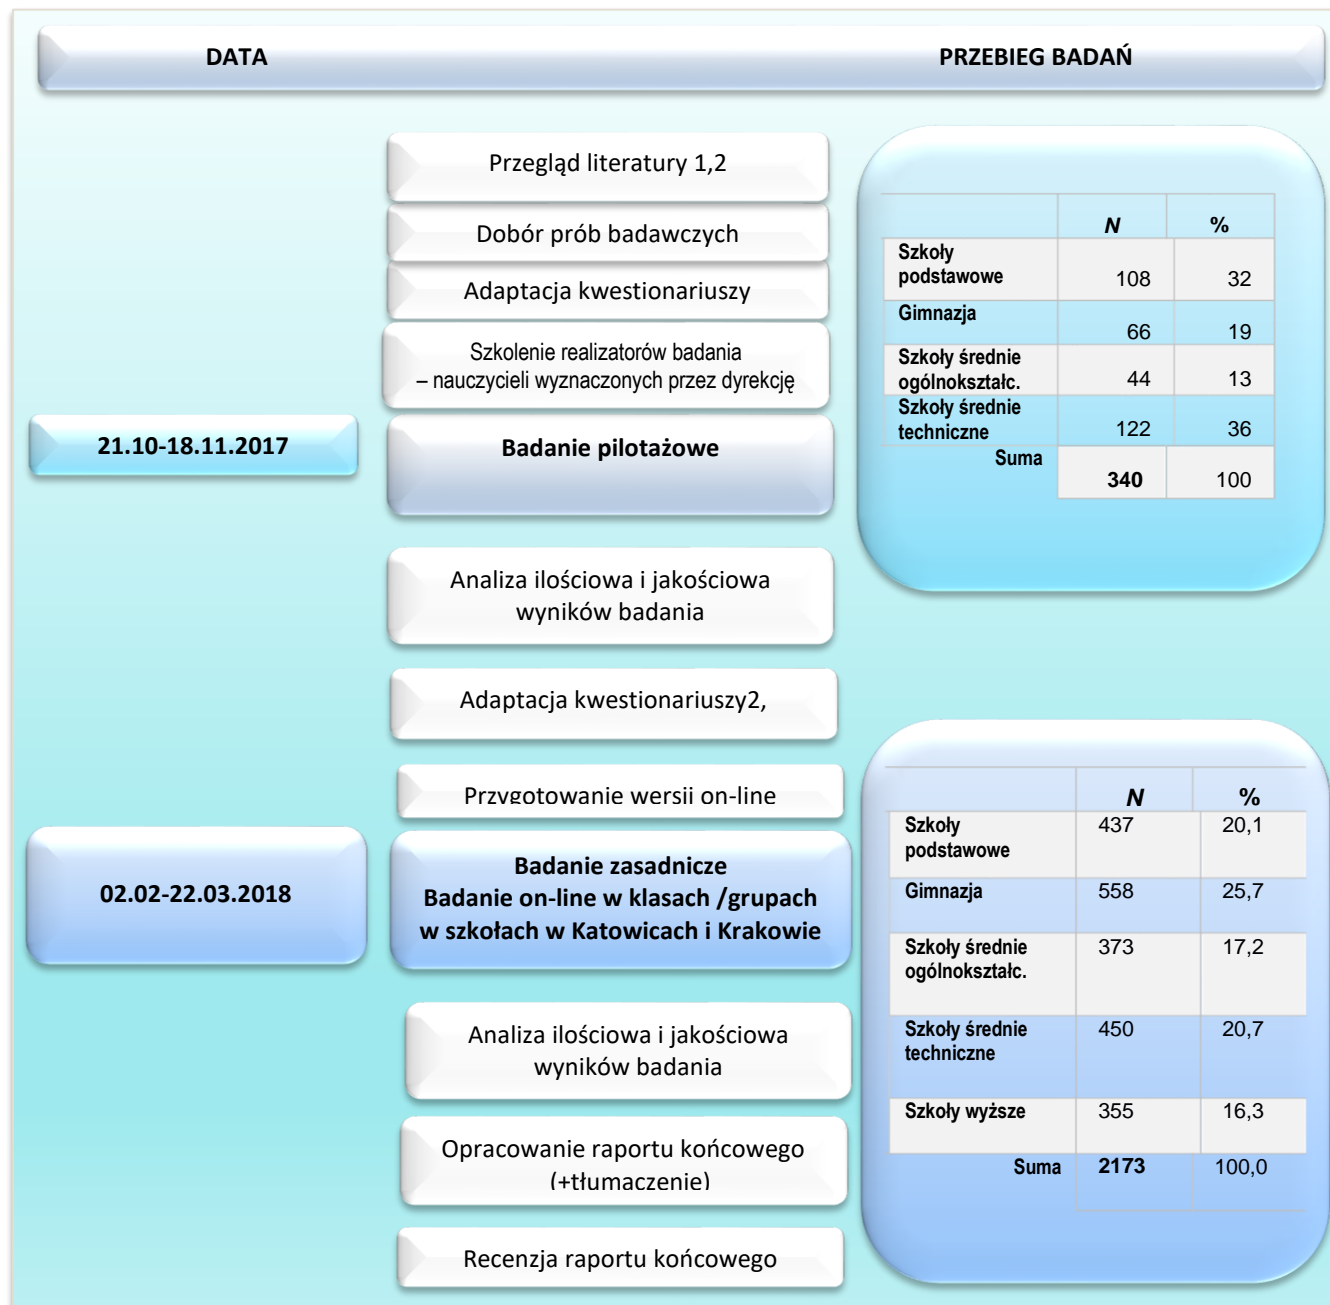 DATA PRZEBIEG BADAŃ
Przegląd literatury 1,2
Dobór prób badawczych
Adaptacja kwestionariuszy
Szkolenie realizatorów badania
– nauczycieli wyznaczonych przez dyrekcję
21.10-18.11.2017
Badanie pilotażowe
N %
Szkoły
podstawowe 108 32
Gimnazja
66 19
Szkoły średnie
ogólnokształc. 44 13
Szkoły średnie
techniczne 122 36
Suma
340 100
Analiza ilościowa i jakościowa
wyników badania
Adaptacja kwestionariuszy2,
Przygotowanie wersji on-line
02.02-22.03.2018
Badanie zasadnicze
Badanie on-line w klasach /grupach
w szkołach w Katowicach i Krakowie
N %
Szkoły 437 20,1
podstawowe
Gimnazja 558 25,7
Szkoły średnie 373 17,2
ogólnokształc.
Szkoły średnie 450 20,7
techniczne
Szkoły wyższe 355 16,3
Suma 2173 100,0
Analiza ilościowa i jakościowa
wyników badania
Opracowanie raportu końcowego
(+tłumaczenie)
Recenzja raportu końcowego